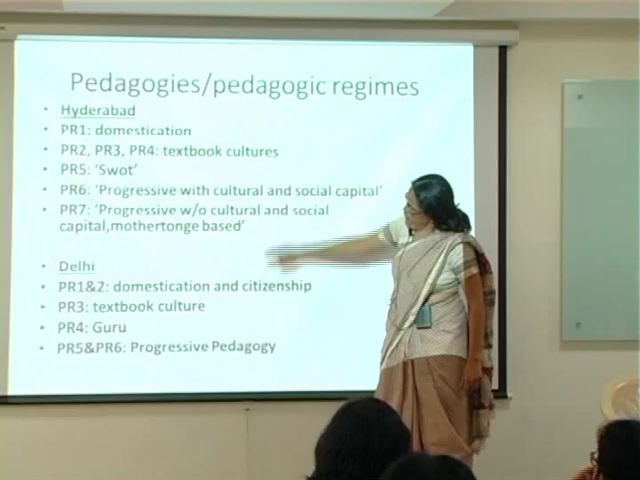 Pedagogies/pedagogic regimes
• Hyderabad
• PR1: domestication
• PR2, PR3, PR4: textbook cultures
• PR5: 'Swot'
• PR6: 'Progressive with cultural and social capital'
• PR7: 'Progressive w/o cultural and social
capital,mothertonge based'
• Delhi
• PR1&2: domestication and citizenship
• PR3: textbook culture
• PR4: Guru
• PR5&PR6: Progressive Pedagogy